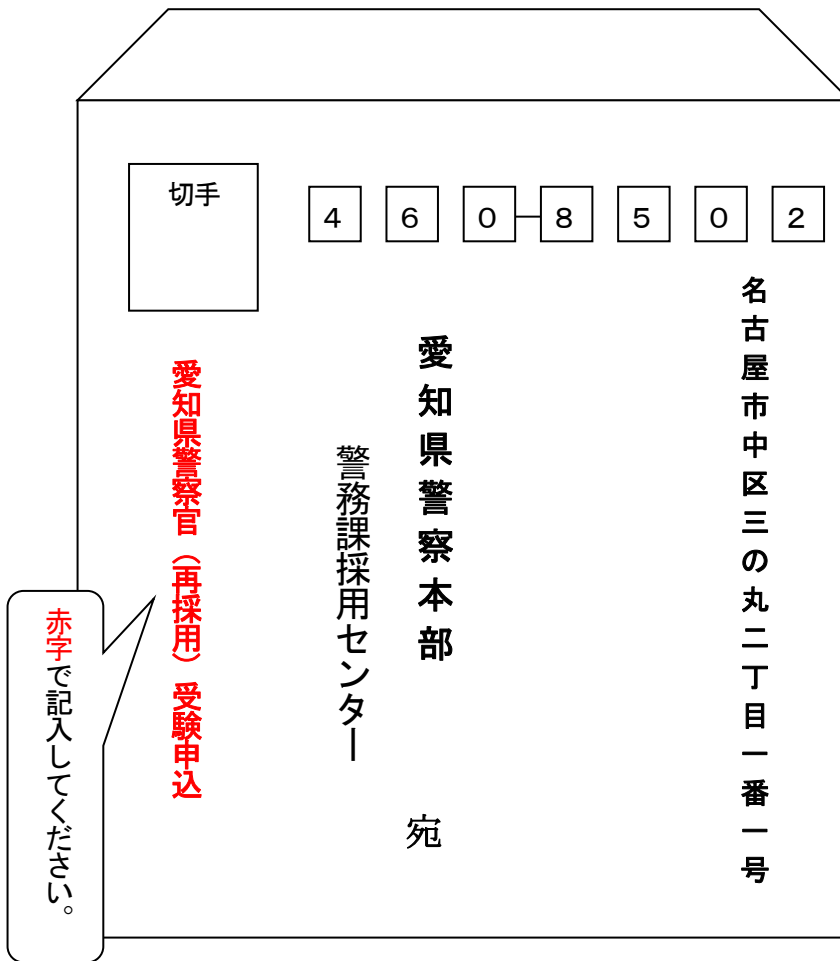 切手
460-8502
名古屋市中区三の丸二丁目一番一号
愛知県警察本部
警務課採用センター
宛
愛知県警察官（再採用）受験申込
赤字で記入してください。